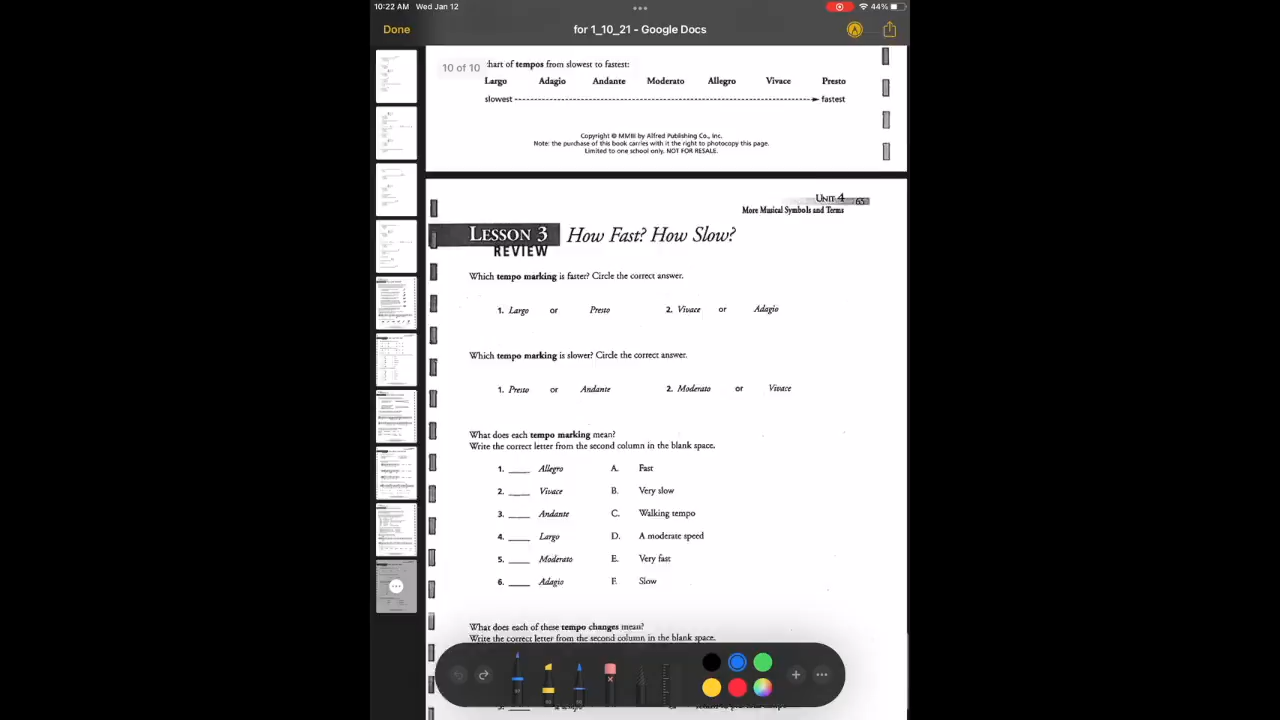 10:22 AM Wed Jan 12
44%
Done
for 1_10_21 - Google Docs
10 of 10
hart of tempos from slowest to fastest:
Largo Adagio Andante Moderato Allegro Vivace Presto
slowest fastest
Copyright © MMIII by Alfred Publishing Co., Inc.
Note: the purchase of this book carries with it the right to photocopy this page.
Limited to one school only. NOT FOR RESALE.
UNIT 4 65
More Musical Symbols and Terms
LESSON 3 How Fast? How Slow?
REVIEW
Which tempo marking is faster? Circle the correct answer.
1. Largo or Presto 2. Vivace or Adagio
Which tempo marking is slower? Circle the correct answer.
1. Presto or Andante 2. Moderato or Vivace
What does each tempo marking mean?
Write the correct letter from the second column in the blank space.
1. ____ Allegro A. Fast
2. ____ Vivace B. Very slow
3. ____ Andante C. Walking tempo
4. ____ Largo D. A moderate speed
5. ____ Moderato E. Very fast
6. ____ Adagio F. Slow
What does each of these tempo changes mean?
Write the correct letter from the second column in the blank space.